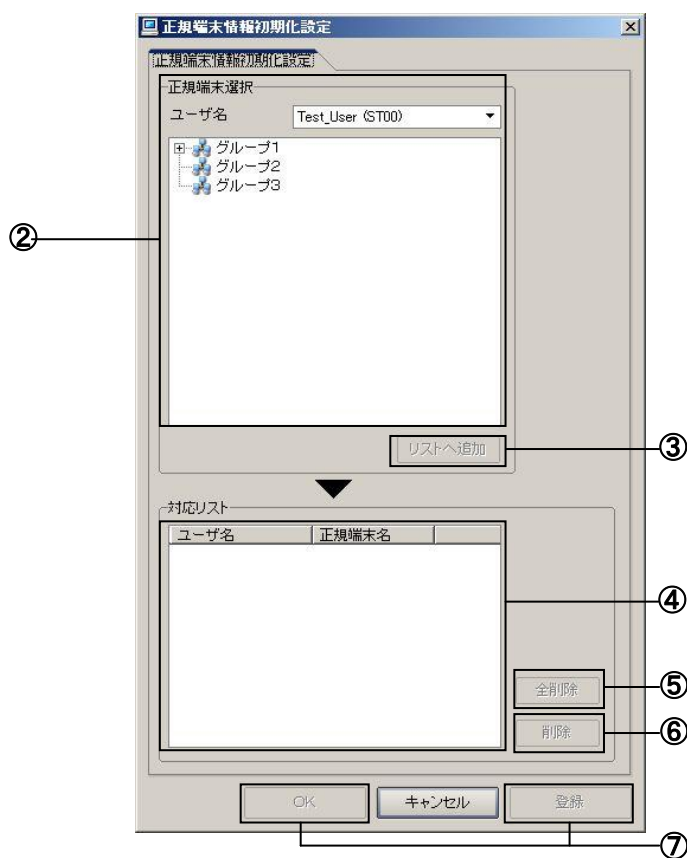 正規端末情報初期化設定
正規端末情報初期化設定
正規端末選択
ユーザ名
Test_User (ST00)
グループ1
グループ2
グループ3
②
リストへ追加
③
対応リスト
ユーザ名 正規端末名
④
全削除
⑤
削除
⑥
OK キャンセル 登録
⑦